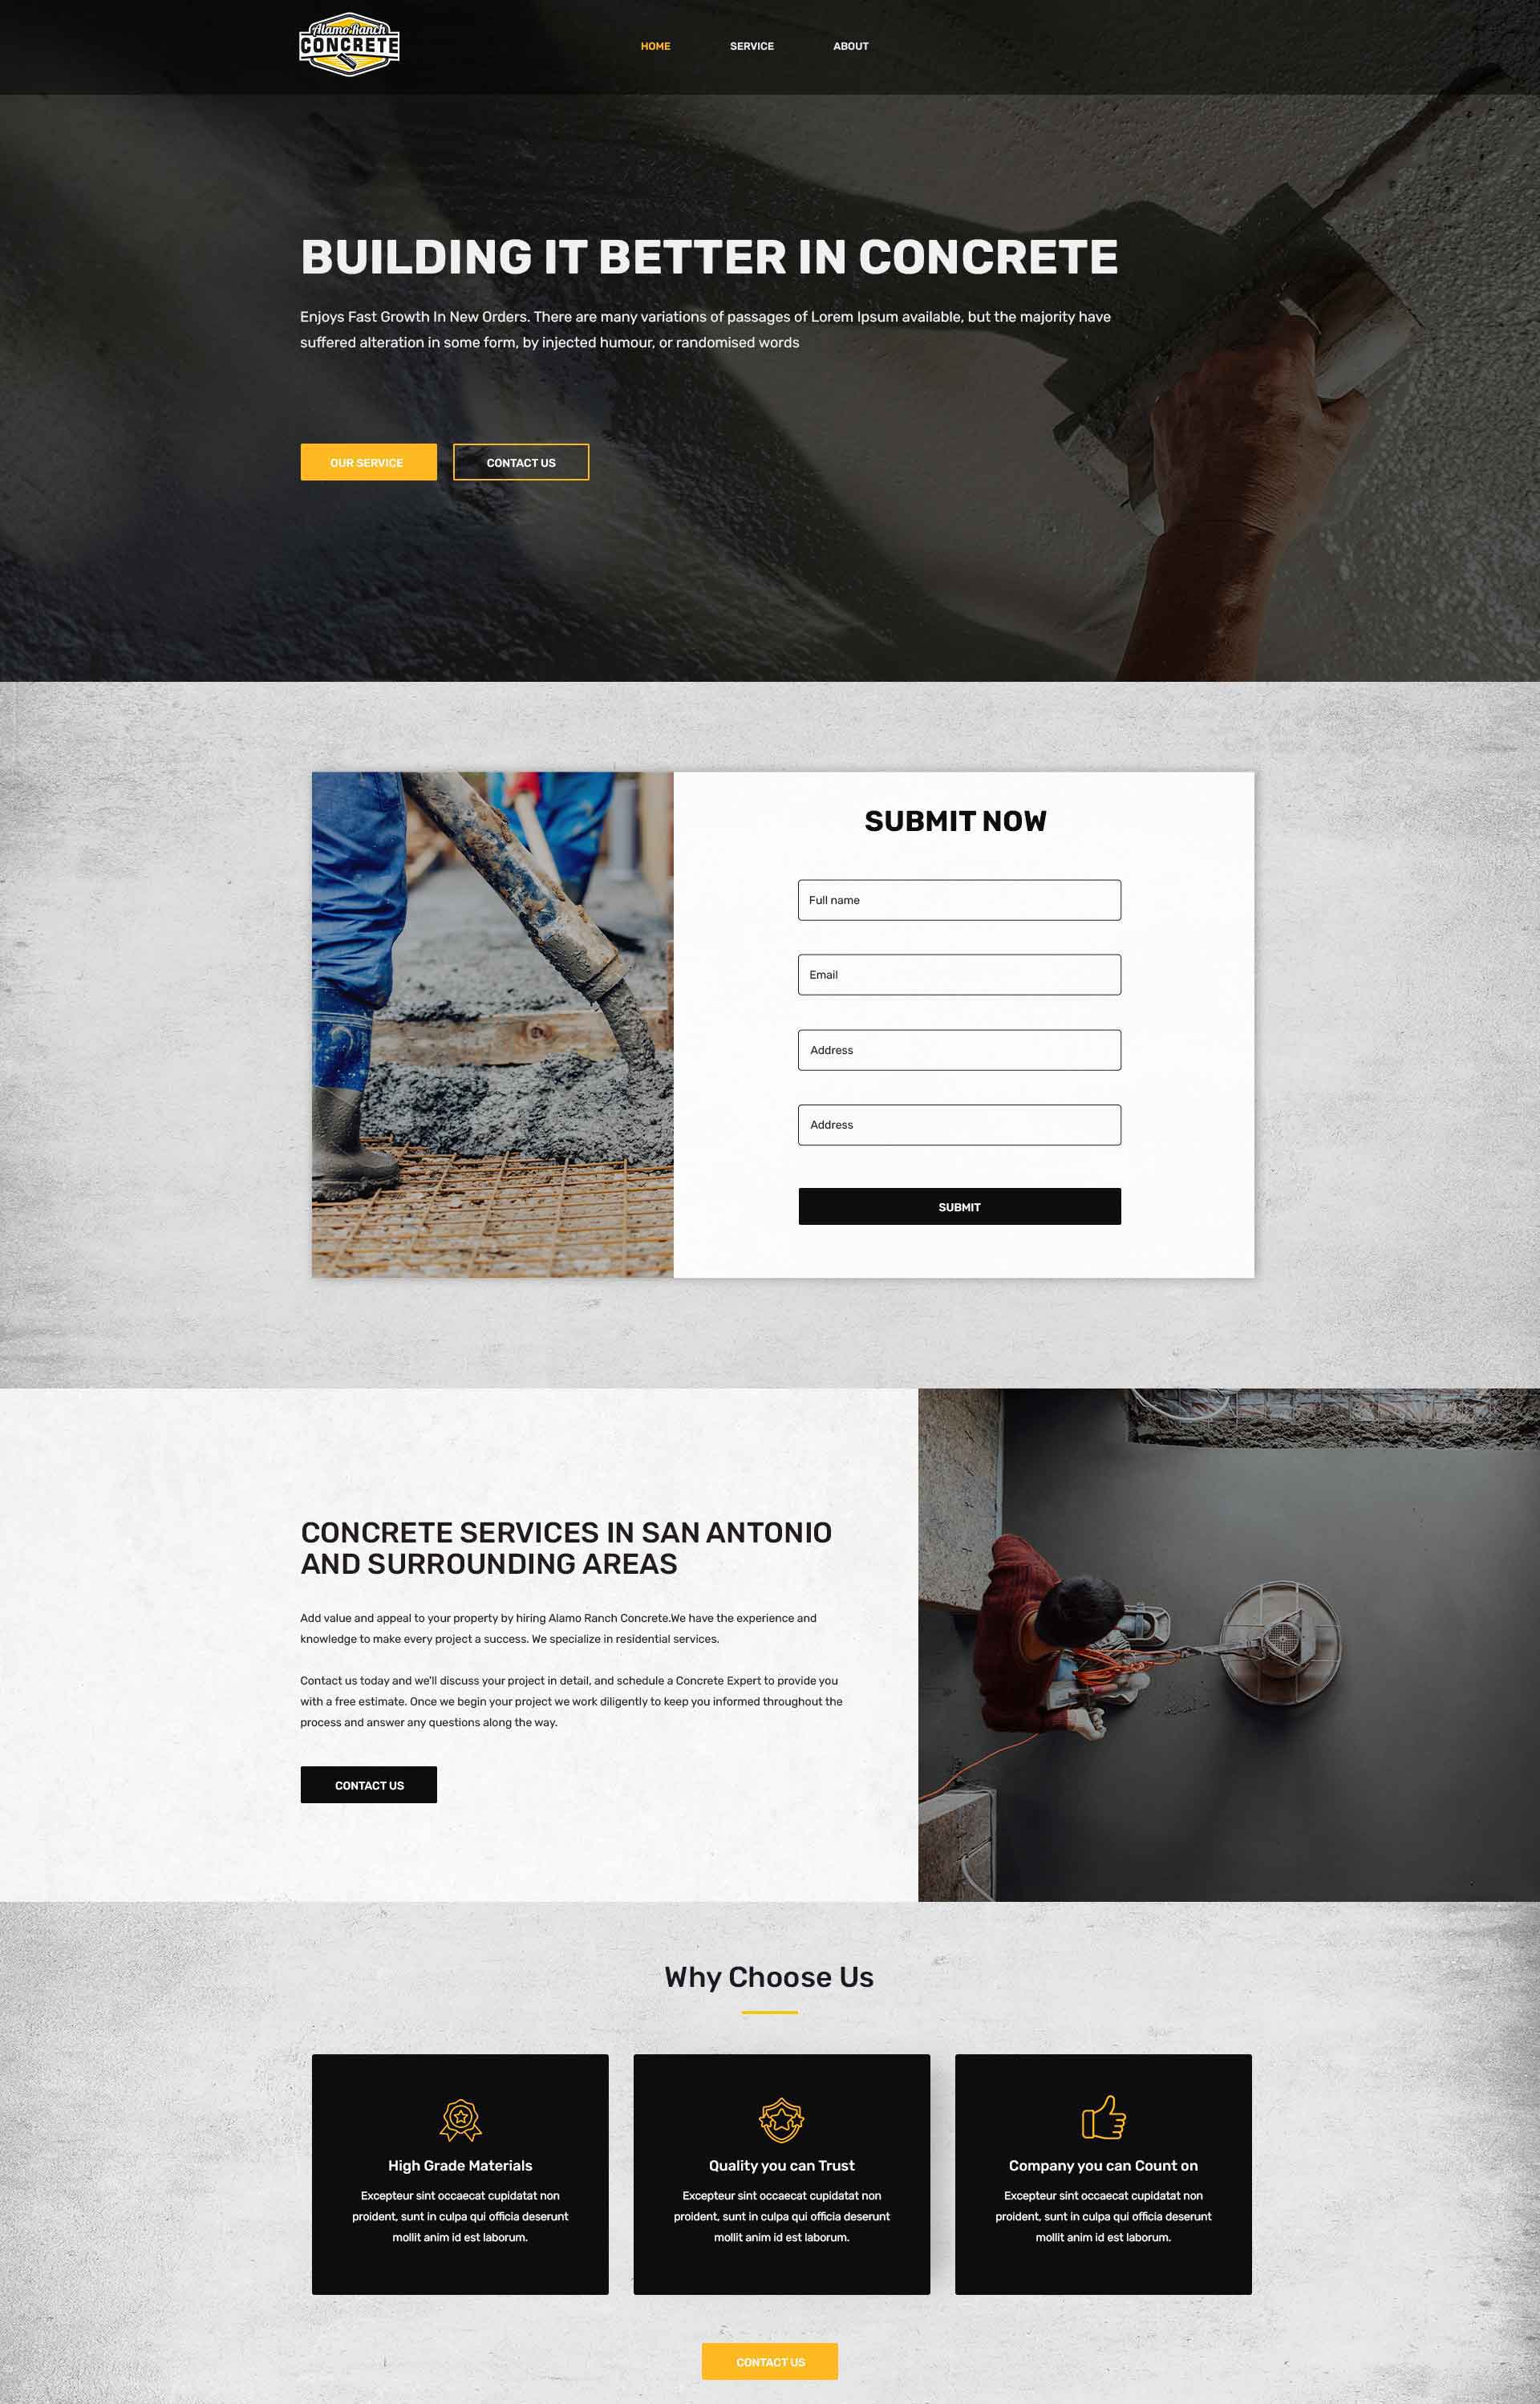 Alamo Ranch
CONCRETE
HOME
SERVICE
ABOUT
BUILDING IT BETTER IN CONCRETE
Enjoys Fast Growth In New Orders. There are many variations of passages of Lorem Ipsum available, but the majority have
suffered alteration in some form, by injected humour, or randomised words
OUR SERVICE
CONTACT US
SUBMIT NOW
Full name
Email
Address
Address
SUBMIT
CONCRETE SERVICES IN SAN ANTONIO
AND SURROUNDING AREAS
Add value and appeal to your property by hiring Alamo Ranch Concrete.We have the experience and
knowledge to make every project a success. We specialize in residential services.
Contact us today and we'll discuss your project in detail, and schedule a Concrete Expert to provide you
with a free estimate. Once we begin your project we work diligently to keep you informed throughout the
process and answer any questions along the way.
CONTACT US
Why Choose Us
High Grade Materials
Excepteur sint occaecat cupidatat non
proident, sunt in culpa qui officia deserunt
mollit anim id est laborum.
Quality you can Trust
Excepteur sint occaecat cupidatat non
proident, sunt in culpa qui officia deserunt
mollit anim id est laborum.
Company you can Count on
Excepteur sint occaecat cupidatat non
proident, sunt in culpa qui officia deserunt
mollit anim id est laborum.
CONTACT US